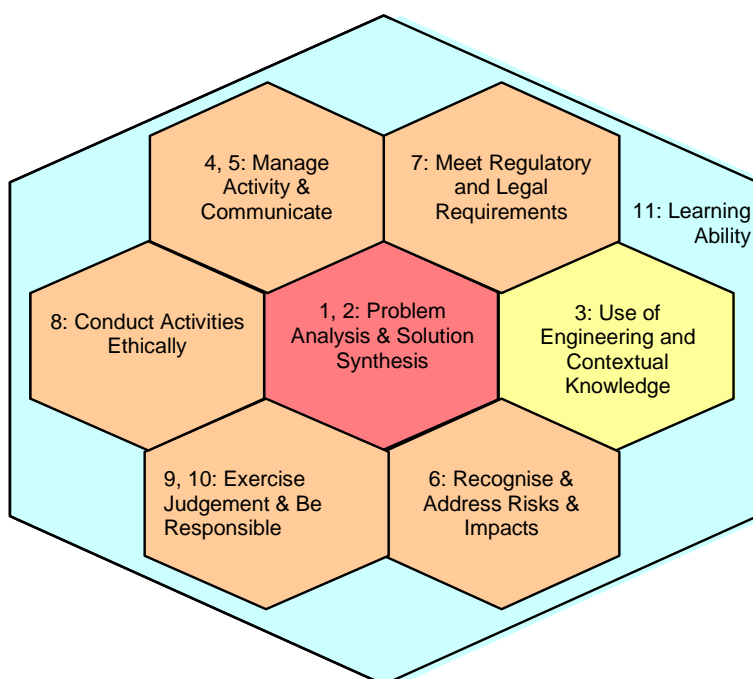 4, 5: Manage
Activity &
Communicate
7: Meet Regulatory
and Legal
Requirements
11: Learning
Ability
8: Conduct Activities
Ethically
1, 2: Problem
Analysis & Solution
Synthesis
3: Use of
Engineering and
Contextual
Knowledge
9, 10: Exercise
Judgement & Be
Responsible
6: Recognise &
Address Risks &
Impacts